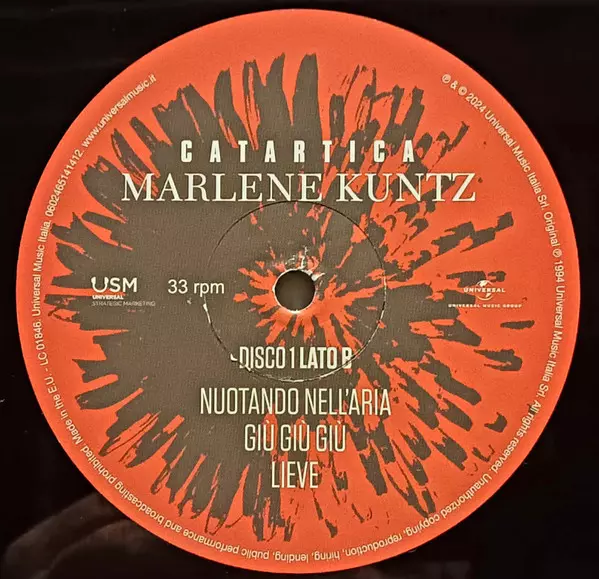 CATARTICA
MARLENE KUNTZ
USM
UNIVERSAL
STRATEGIC MARKETING
33 rpm
UNIVERSAL
UNIVERSAL MUSIC GROUP
DISCO 1 LATO B
NUOTANDO NELL'ARIA
GIÙ GIÙ GIÙ
LIEVE
℗ & © 2024 Universal Music Italia Srl. Original ℗ 1994 Universal Music Italia Srl. All rights reserved. Unauthorized copying, reproduction, hiring, lending, public performance and broadcasting prohibited. Made in the EU. - LC 01846. Universal Music Italia. 0602465141412. www.universalmusic.it